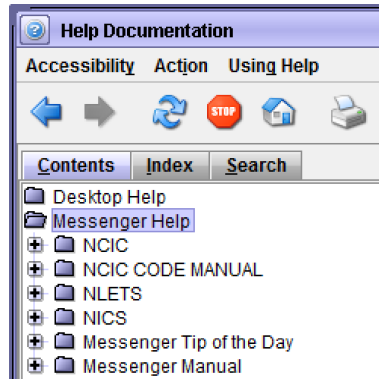 Help Documentation
Accessibility Action Using Help
STOP
Contents Index Search
Desktop Help
Messenger Help
NCIC
NCIC CODE MANUAL
NLETS
NICS
Messenger Tip of the Day
Messenger Manual